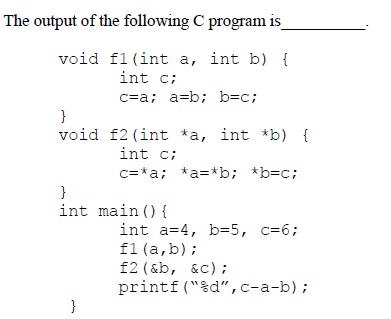 The output of the following C program is__________.
void f1(int a, int b) {
int c;
c=a; a=b; b=c;
}
void f2(int *a, int *b) {
int c;
c=*a; *a=*b; *b=c;
}
int main(){
int a=4, b=5, c=6;
f1(a,b);
f2(&b, &c);
printf(“%d”,c-a-b);
}